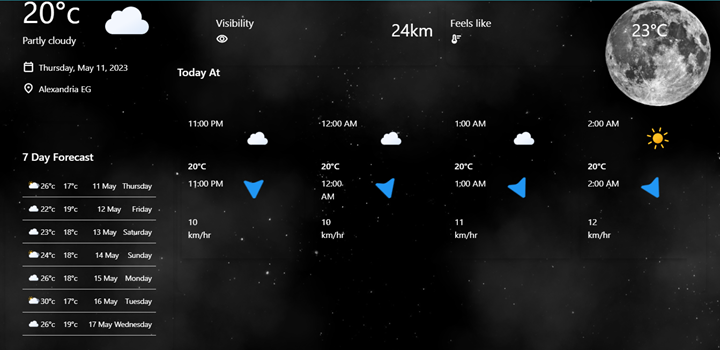 20°c
Partly cloudy
Thursday, May 11, 2023
Alexandria EG
Visibility
24km
Feels like
23°C
Today At
11:00 PM
20°C
11:00 PM
10
km/hr
12:00 AM
20°C
12:00
AM
10
km/hr
1:00 AM
20°C
1:00 AM
11
km/hr
2:00 AM
20°C
2:00 AM
12
km/hr
7 Day Forecast
26°c 17°c 11 May Thursday
22°c 19°c 12 May Friday
23°c 18°c 13 May Saturday
24°c 18°c 14 May Sunday
26°c 18°c 15 May Monday
30°c 17°c 16 May Tuesday
26°c 19°c 17 May Wednesday